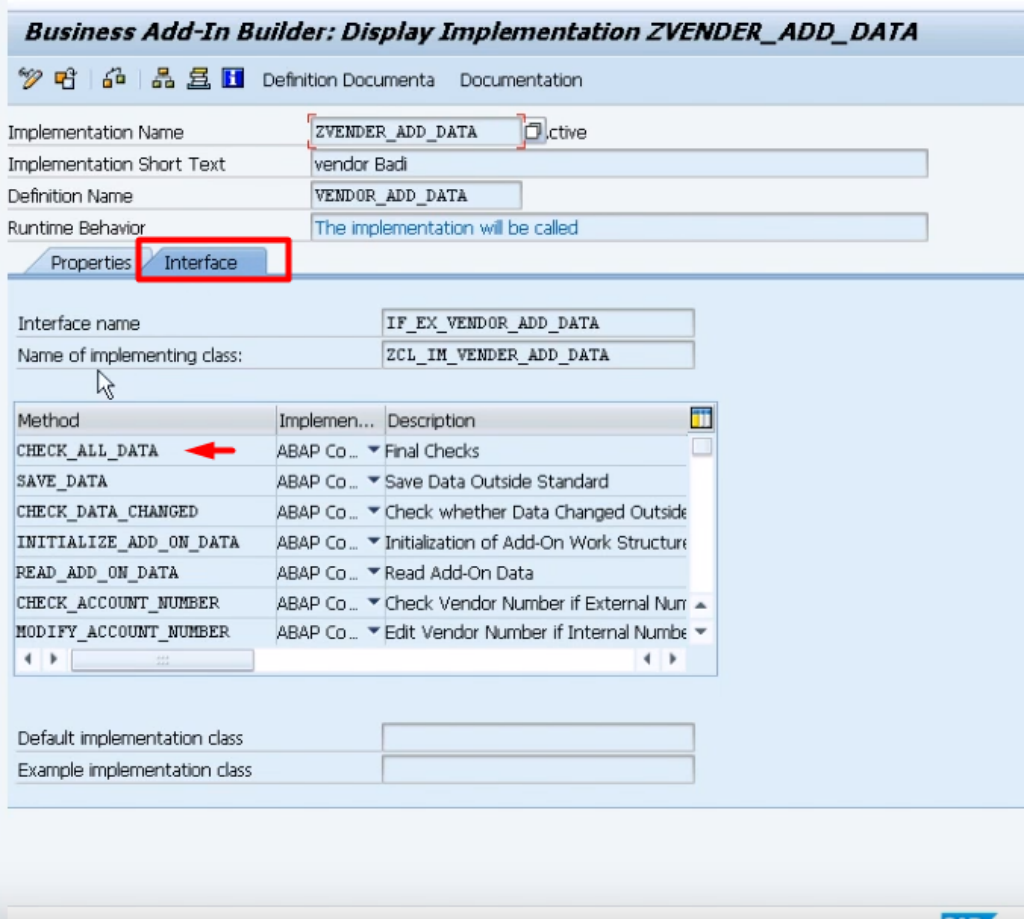 Business Add-In Builder: Display Implementation ZVENDER_ADD_DATA
Definition Documenta Documentation
Implementation Name ZVENDER_ADD_DATA ctive
Implementation Short Text vendor Badi
Definition Name VENDOR_ADD_DATA
Runtime Behavior The implementation will be called
Properties Interface
Interface name IF_EX_VENDOR_ADD_DATA
Name of implementing class: ZCL_IM_VENDER_ADD_DATA
Method Implemen... Description
CHECK_ALL_DATA ABAP Co... Final Checks
SAVE_DATA ABAP Co... Save Data Outside Standard
CHECK_DATA_CHANGED ABAP Co... Check whether Data Changed Outside
INITIALIZE_ADD_ON_DATA ABAP Co... Initialization of Add-On Work Structure
READ_ADD_ON_DATA ABAP Co... Read Add-On Data
CHECK_ACCOUNT_NUMBER ABAP Co... Check Vendor Number if External Num
MODIFY_ACCOUNT_NUMBER ABAP Co... Edit Vendor Number if Internal Numbe
Default implementation class
Example implementation class